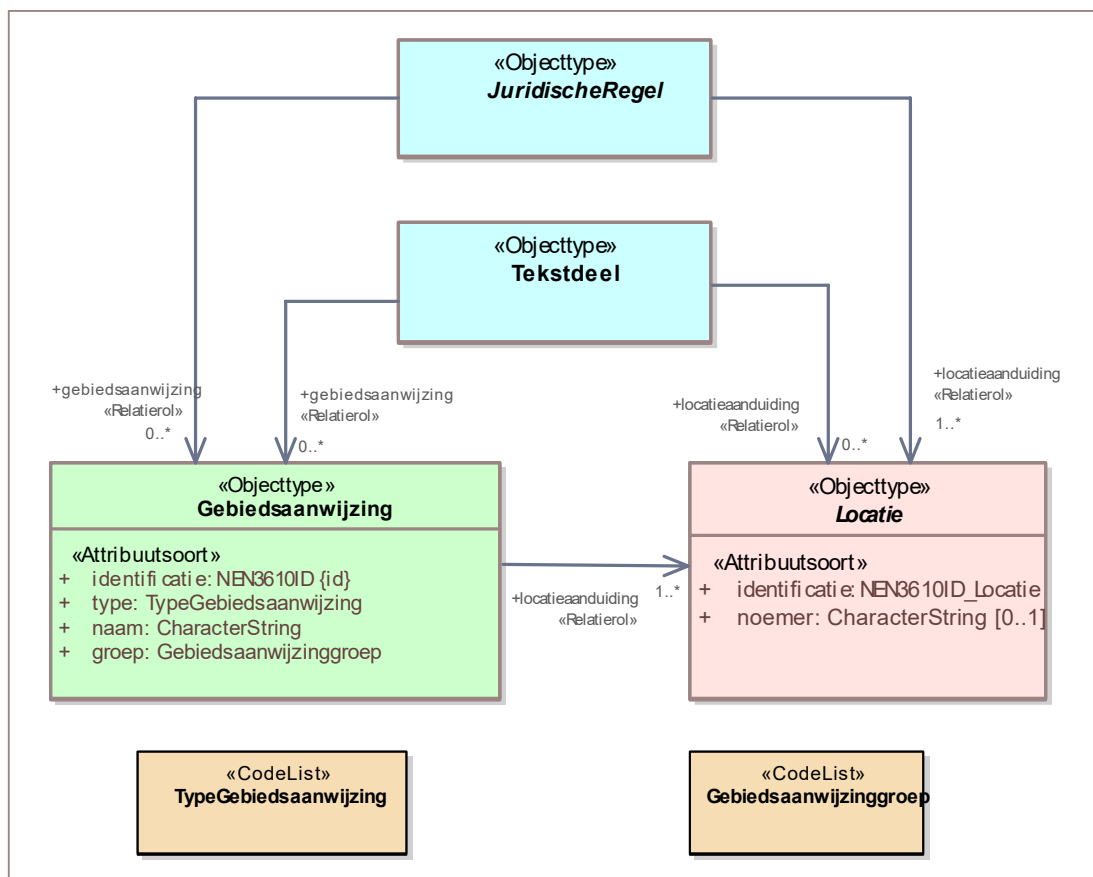 «Objecttype»
JuridischeRegel
«Objecttype»
Tekstdeel
+gebiedsaanwijzing
«Relatierol»
0..*
+gebiedsaanwijzing
«Relatierol»
0..*
+locatieaanduiding
«Relatierol»
0..*
+locatieaanduiding
«Relatierol»
1..*
«Objecttype»
Gebiedsaanwijzing
«Attribuutsoort»
+ identificatie: NEN3610ID {id}
+ type: TypeGebiedsaanwijzing
+ naam: CharacterString
+ groep: Gebiedsaanwijzinggroep
+locatieaanduiding
«Relatierol»
1..*
«Objecttype»
Locatie
«Attribuutsoort»
+ identificatie: NEN3610ID_Locatie
+ noemer: CharacterString [0..1]
«CodeList»
TypeGebiedsaanwijzing
«CodeList»
Gebiedsaanwijzinggroep